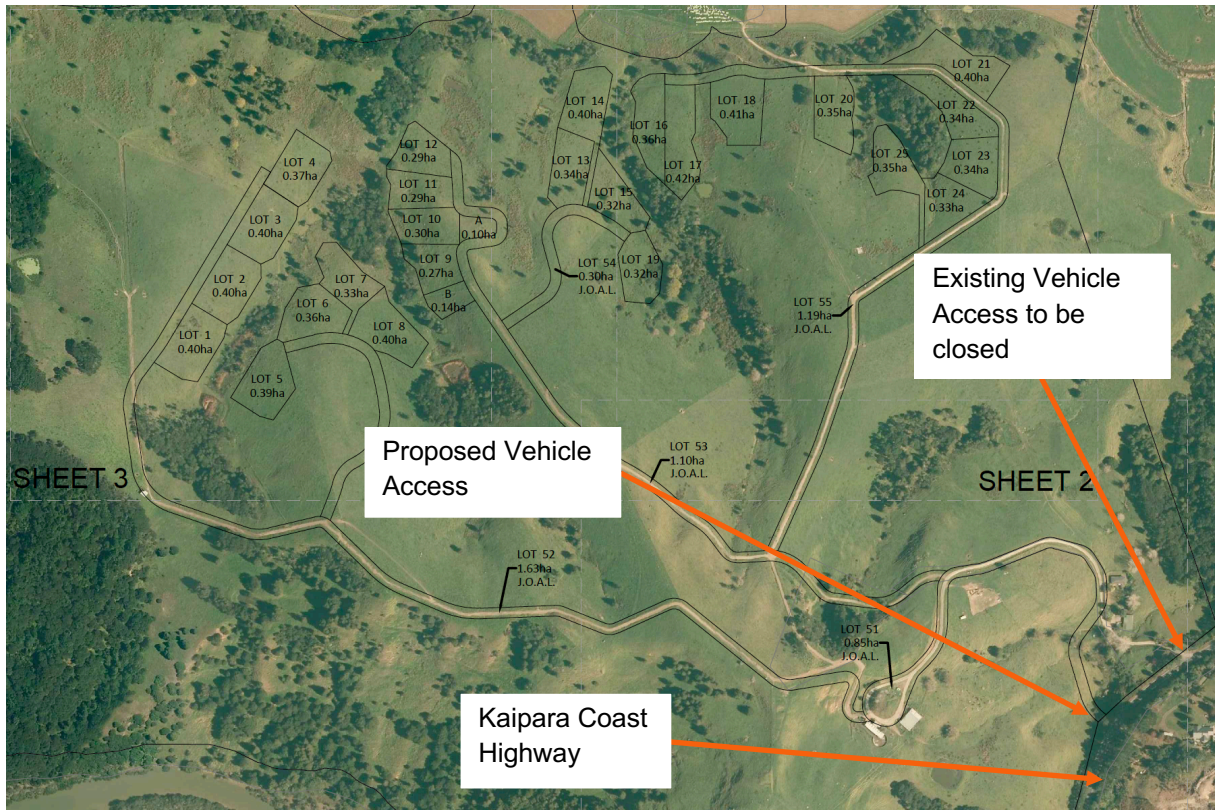 LOT 21
0.40ha
LOT 14
0.40ha
LOT 16
0.36ha
LOT 18
0.41ha
LOT 20
0.35ha
LOT 22
0.34ha
LOT 12
0.29ha
LOT 4
0.37ha
LOT 13
0.34ha
LOT 17
0.42ha
LOT 25
0.35ha
LOT 23
0.34ha
LOT 11
0.29ha
LOT 15
0.32ha
LOT 24
0.33ha
LOT 3
0.40ha
LOT 10
0.30ha
A
0.10ha
LOT 9
0.27ha
LOT 54
0.30ha
J.O.A.L.
LOT 19
0.32ha
LOT 2
0.40ha
LOT 7
0.33ha
B
0.14ha
LOT 6
0.36ha
LOT 8
0.40ha
LOT 55
1.19ha
J.O.A.L.
LOT 1
0.40ha
LOT 5
0.39ha
Existing Vehicle
Access to be
closed
Proposed Vehicle
Access
SHEET 3
LOT 53
1.10ha
J.O.A.L.
SHEET 2
LOT 52
1.63ha
J.O.A.L.
LOT 51
0.85ha
J.O.A.L.
Kaipara Coast
Highway